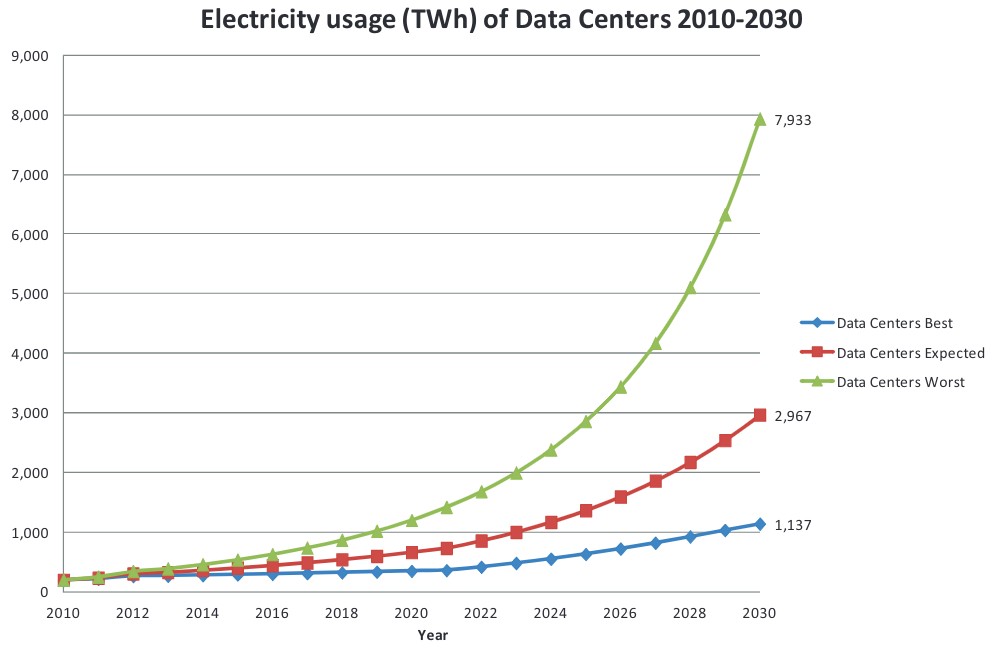 Electricity usage (TWh) of Data Centers 2010-2030
9,000
8,000
7,933
7,000
6,000
5,000
Data Centers Best
4,000
Data Centers Expected
Data Centers Worst
3,000
2,967
2,000
1,000
1,137
0
2010 2012 2014 2016 2018 2020 2022 2024 2026 2028 2030
Year